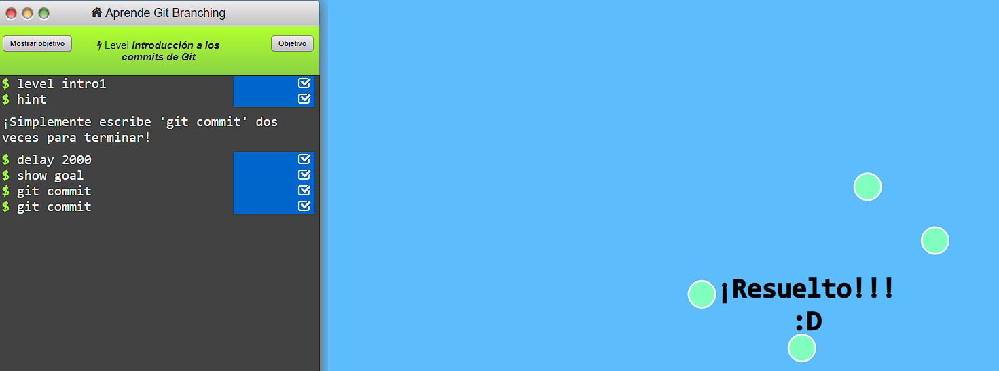 Aprende Git Branching
Mostrar objetivo
Level Introducción a los
commits de Git
Objetivo
$ level intro1
$ hint
¡Simplemente escribe 'git commit' dos
veces para terminar!
$ delay 2000
$ show goal
$ git commit
$ git commit
¡Resuelto!!!
:D